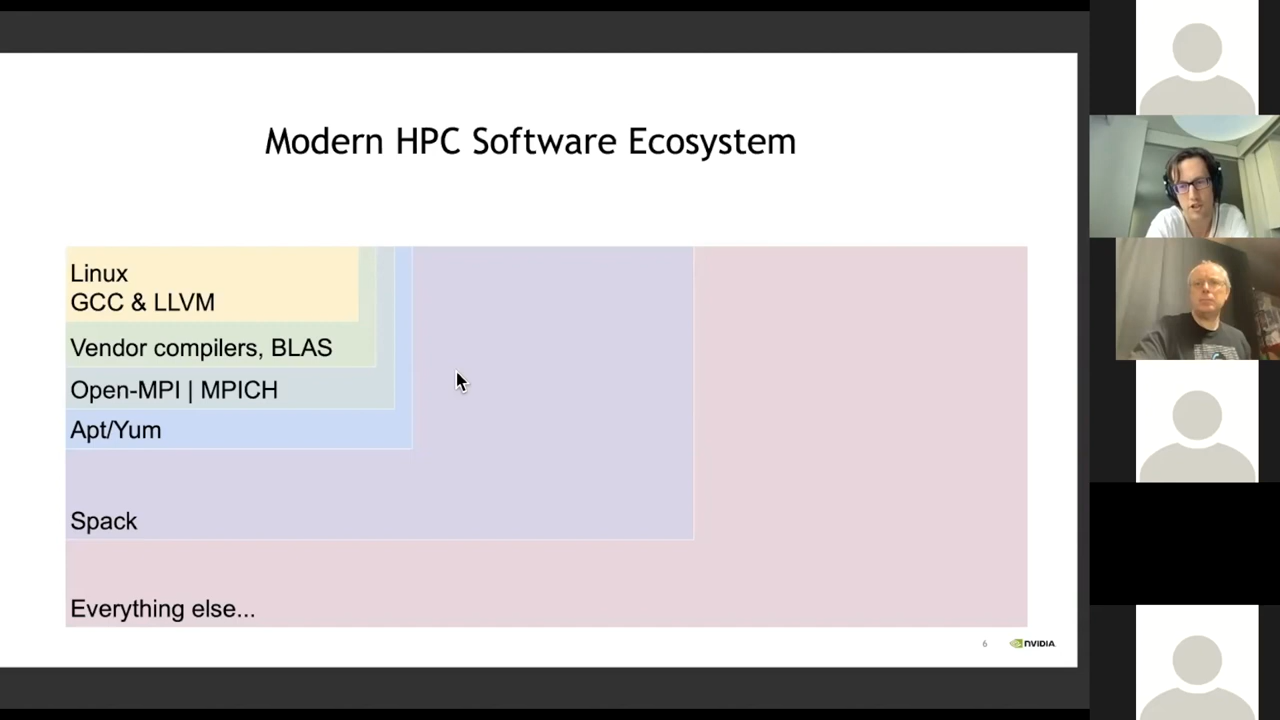 Modern HPC Software Ecosystem
Linux
GCC & LLVM
Vendor compilers, BLAS
Open-MPI | MPICH
Apt/Yum
Spack
Everything else...
6
NVIDIA